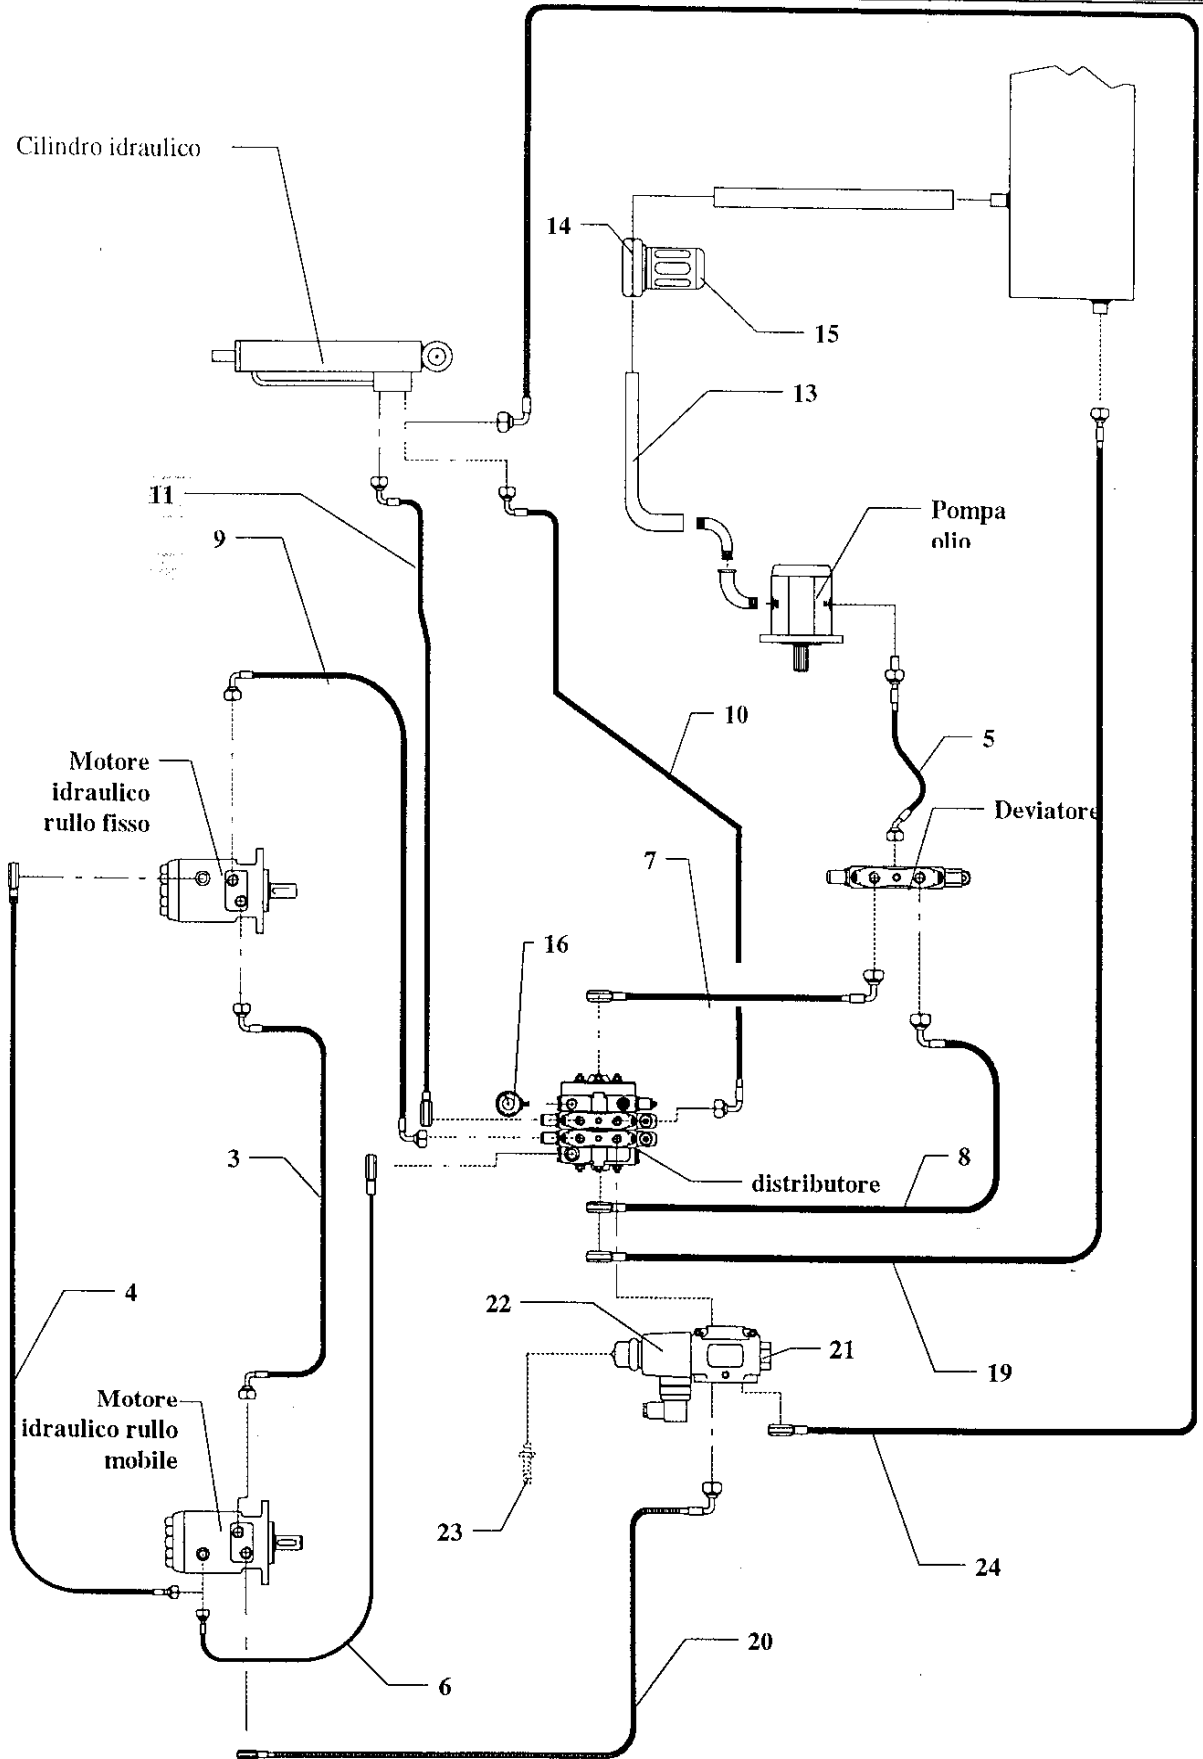 Cilindro idraulico
14
15
13
11
9
Pompa
olio
10
5
Motore
idraulico
rullo fisso
Deviatore
7
16
3
8
distributore
4
22
21
19
Motore
idraulico rullo
mobile
23
24
20
6